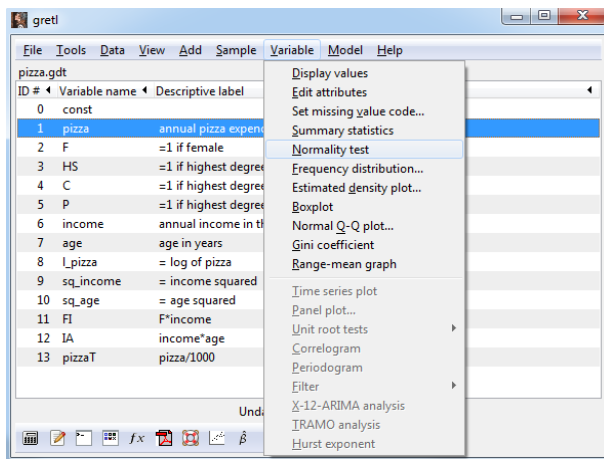 gretl
File Tools Data View Add Sample Variable Model Help
pizza.gdt
ID # Variable name Descriptive label
0 const
1 pizza annual pizza expend
2 F =1 if female
3 HS =1 if highest degree
4 C =1 if highest degree
5 P =1 if highest degree
6 income annual income in th
7 age age in years
8 l_pizza = log of pizza
9 sq_income = income squared
10 sq_age = age squared
11 FI F*income
12 IA income*age
13 pizzaT pizza/1000
Display values
Edit attributes
Set missing value code...
Summary statistics
Normality test
Frequency distribution...
Estimated density plot...
Boxplot
Normal Q-Q plot...
Gini coefficient
Range-mean graph
Time series plot
Panel plot...
Unit root tests
Correlogram
Periodogram
Filter
X-12-ARIMA analysis
TRAMO analysis
Hurst exponent
Unda
fx β̂